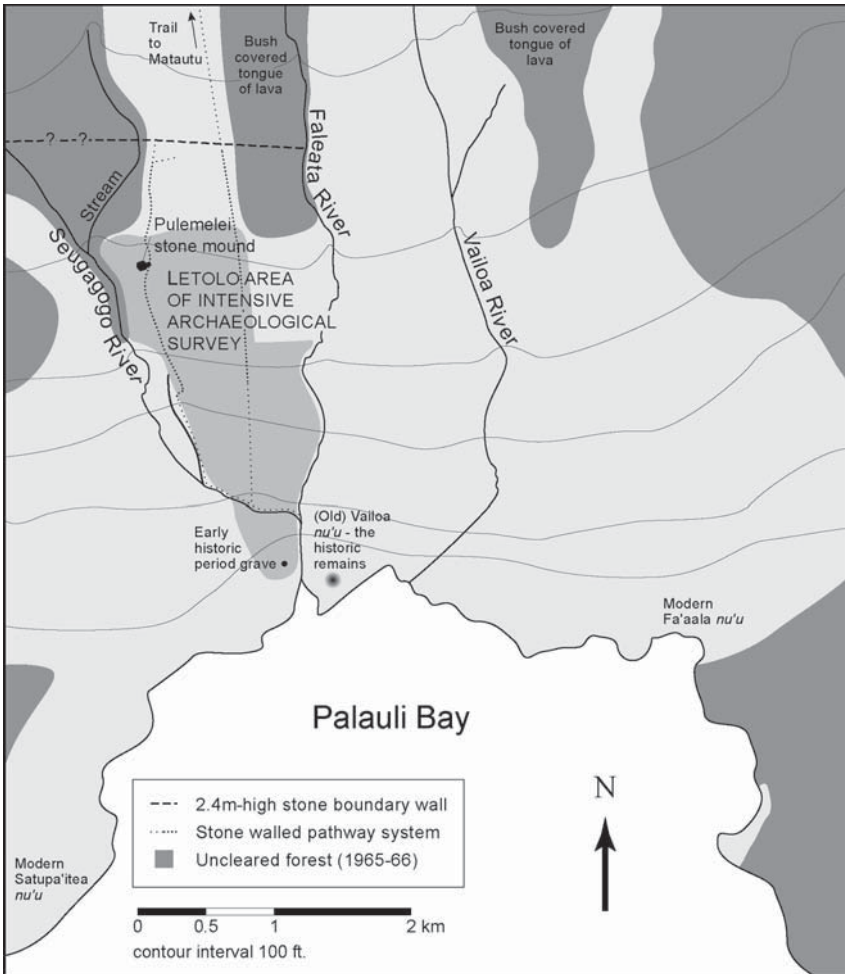 Trail
to
Matautu
Bush
covered
tongue
of lava
Bush covered
tongue of
lava
Faleata River
? ?
Stream
Pulemelei
stone mound
Seugagogo River
LETOLO AREA
OF INTENSIVE
ARCHAEOLOGICAL
SURVEY
Vailoa River
Early
historic
period grave
(Old) Vailoa
nu'u - the
historic
remains
Modern
Fa'aala nu'u
Palauli Bay
N
2.4m-high stone boundary wall
Stone walled pathway system
Uncleared forest (1965-66)
Modern
Satupa'itea
nu'u
0 0.5 1 2 km
contour interval 100 ft.